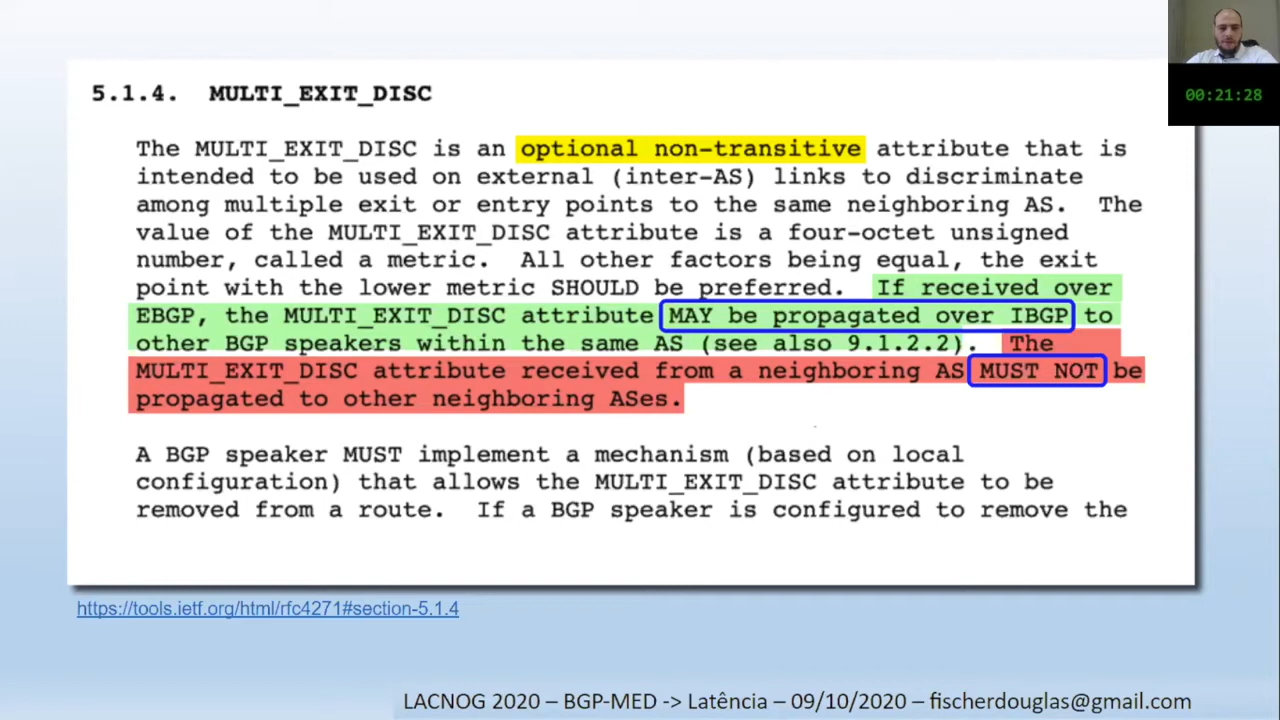 00:21:28
5.1.4. MULTI_EXIT_DISC
The MULTI_EXIT_DISC is an optional non-transitive attribute that is
intended to be used on external (inter-AS) links to discriminate
among multiple exit or entry points to the same neighboring AS. The
value of the MULTI_EXIT_DISC attribute is a four-octet unsigned
number, called a metric. All other factors being equal, the exit
point with the lower metric SHOULD be preferred. If received over
EBGP, the MULTI_EXIT_DISC attribute MAY be propagated over IBGP to
other BGP speakers within the same AS (see also 9.1.2.2). The
MULTI_EXIT_DISC attribute received from a neighboring AS MUST NOT be
propagated to other neighboring ASes.
A BGP speaker MUST implement a mechanism (based on local
configuration) that allows the MULTI_EXIT_DISC attribute to be
removed from a route. If a BGP speaker is configured to remove the
https://tools.ietf.org/html/rfc4271#section-5.1.4
LACNOG 2020 – BGP-MED -> Latência – 09/10/2020 – fischerdouglas@gmail.com